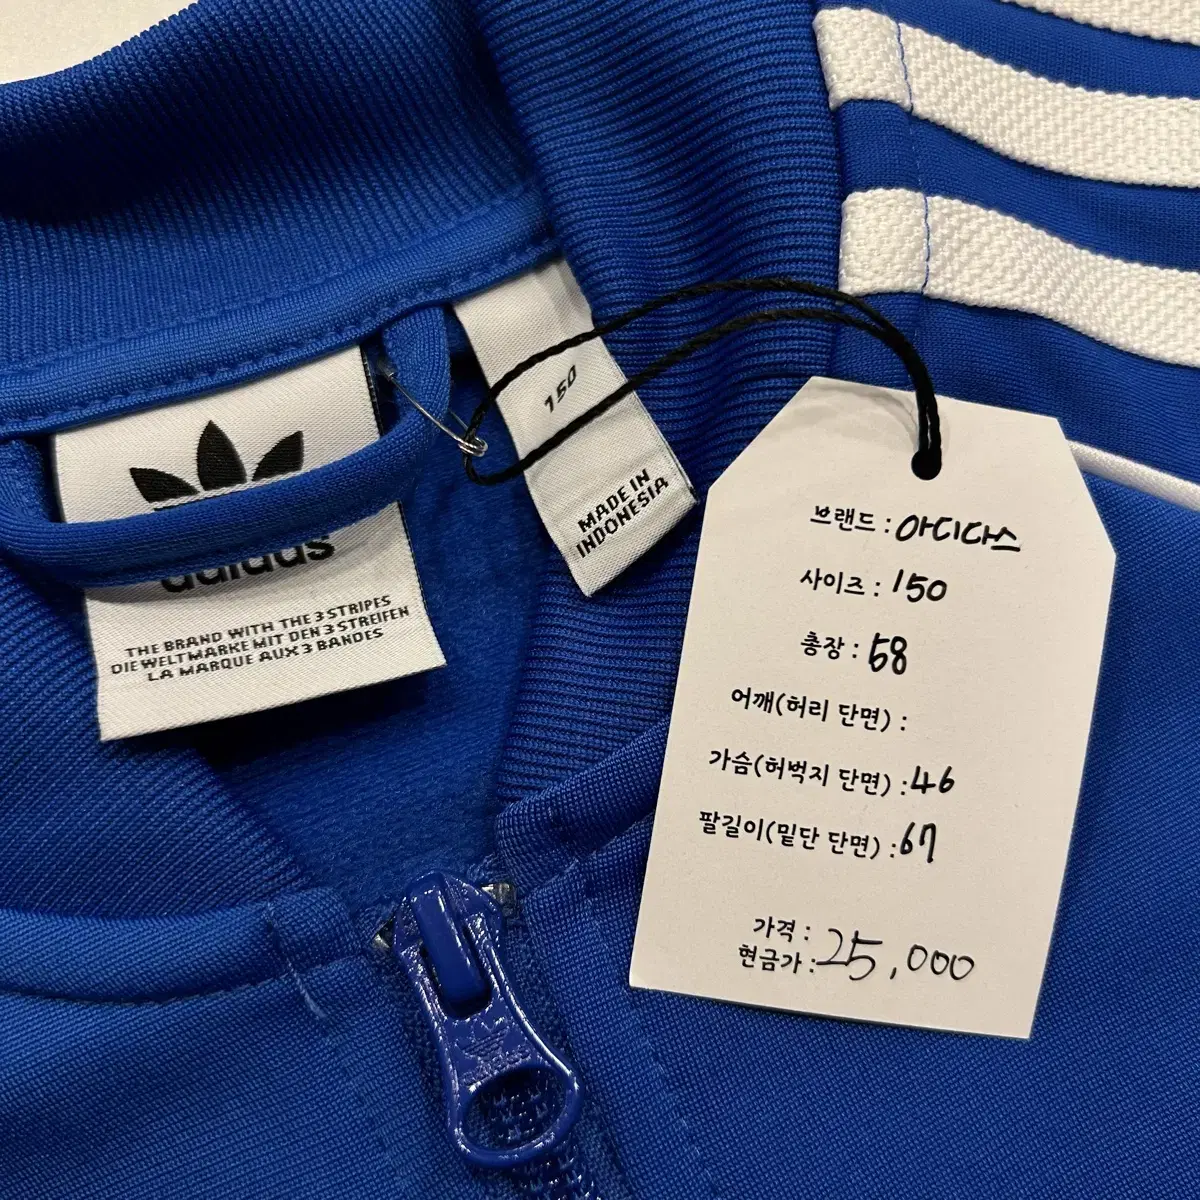 150
MADE IN
INDONESIA
adidas
THE BRAND WITH THE 3 STRIPES
DIE WELTMARKE MIT DEN 3 STREIFEN
LA MARQUE AUX 3 BANDES
브랜드 : 아디다스
사이즈 : 150
총장 : 58
어깨(허리 단면) :
가슴(허벅지 단면) : 46
팔길이(밑단 단면) : 67
가격 :
현금가 : 25,000
adidas